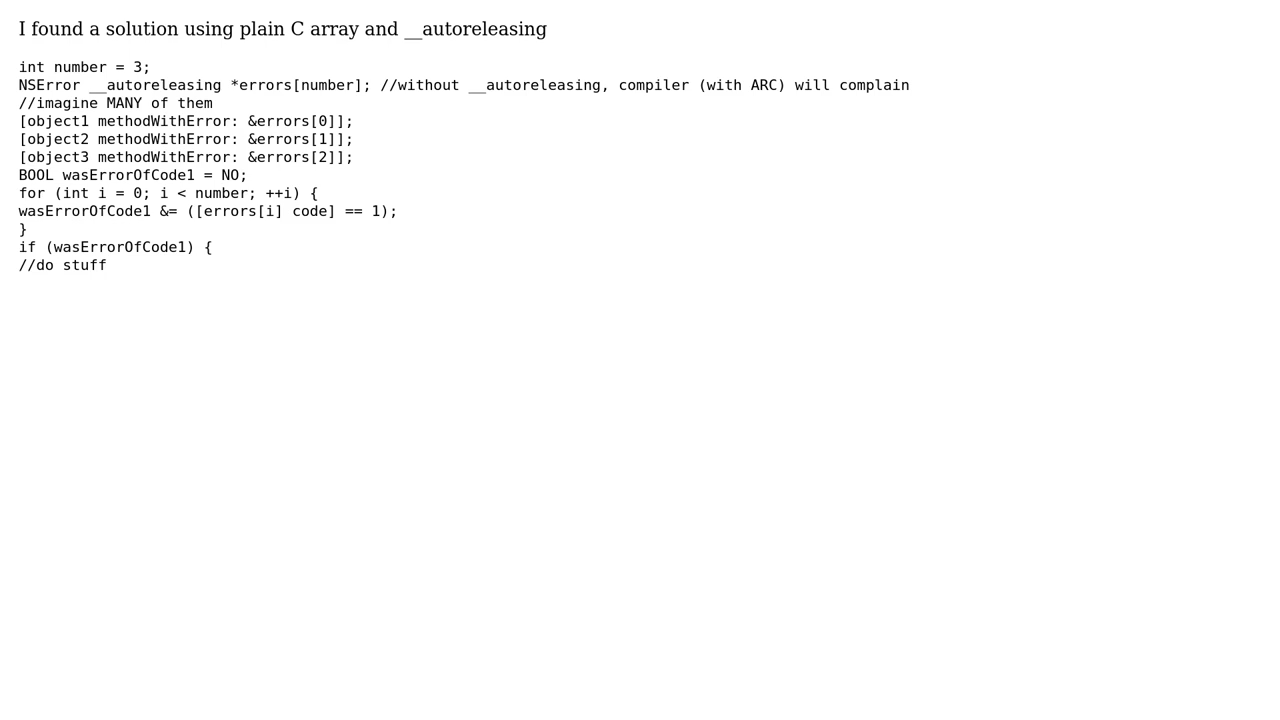 I found a solution using plain C array and __autoreleasing
int number = 3;
NSError __autoreleasing *errors[number]; //without __autoreleasing, compiler (with ARC) will complain
//imagine MANY of them
[object1 methodWithError: &errors[0]];
[object2 methodWithError: &errors[1]];
[object3 methodWithError: &errors[2]];
BOOL wasErrorOfCode1 = NO;
for (int i = 0; i < number; ++i) {
wasErrorOfCode1 &= ([errors[i] code] == 1);
}
if (wasErrorOfCode1) {
//do stuff